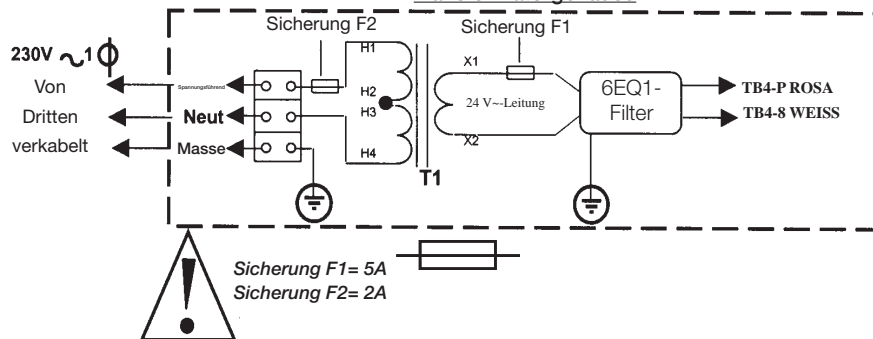 Sicherung F2
Sicherung F1
230V ~1
Von
Dritten
verkabelt
Spannungsführend
Neut
Masse
H1
H2
H3
H4
T1
X1
24 V~-Leitung
X2
6EQ1-
Filter
TB4-P ROSA
TB4-8 WEISS
Sicherung F1= 5A
Sicherung F2= 2A
!